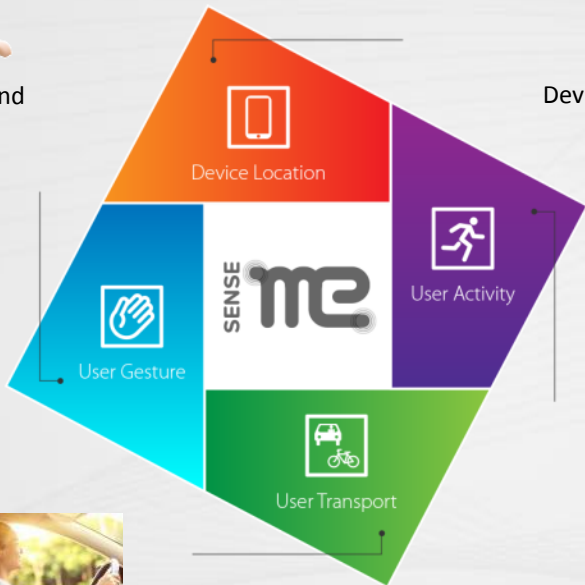 nd
Dev
Device Location
User Activity
SENSE
me
User Gesture
User Transport